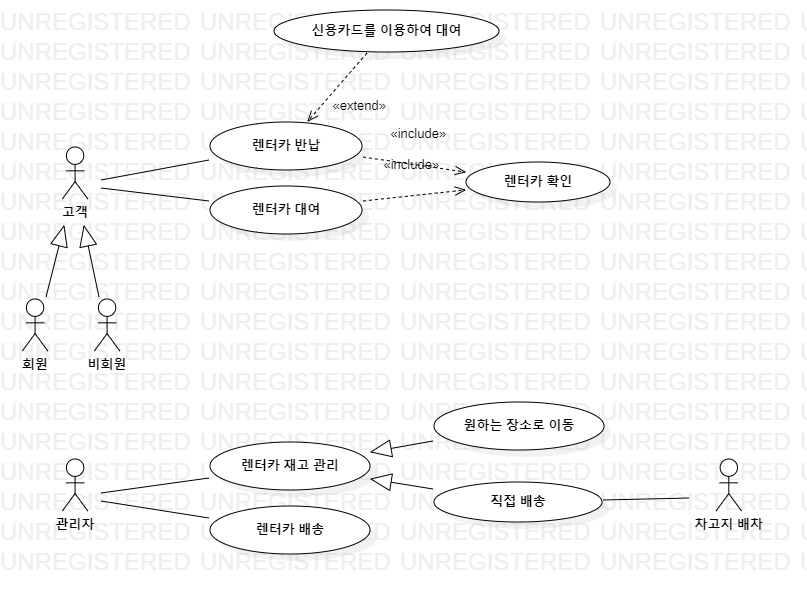 신용카드를 이용하여 대여
«extend»
렌터카 반납
«include»
«include»
렌터카 확인
렌터카 대여
고객
회원
비회원
원하는 장소로 이동
렌터카 재고 관리
직접 배송
관리자
렌터카 배송
차고지 배차
UNREGISTERED